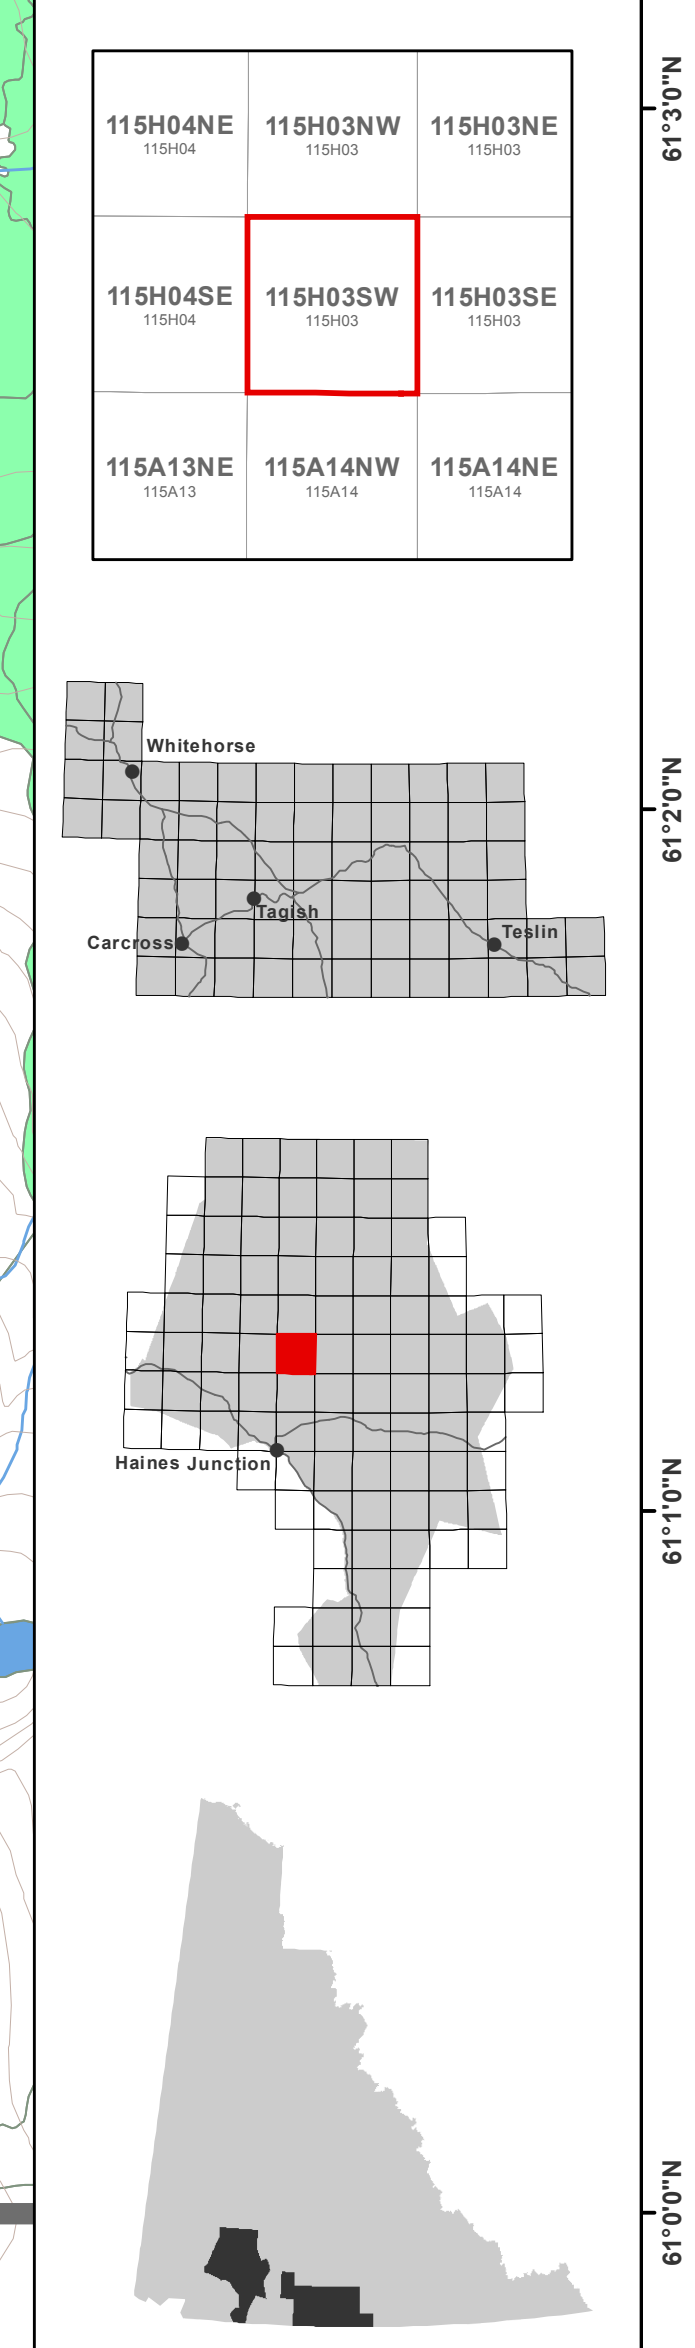 115H04NE 115H03NW 115H03NE
115H04 115H03 115H03
115H04SE 115H03SW 115H03SE
115H04 115H03 115H03
115A13NE 115A14NW 115A14NE
115A13 115A14 115A14
61°3'0"N
Whitehorse
61°2'0"N
Tagish
Teslin
Carcross
Haines Junction
61°1'0"N
61°0'0"N